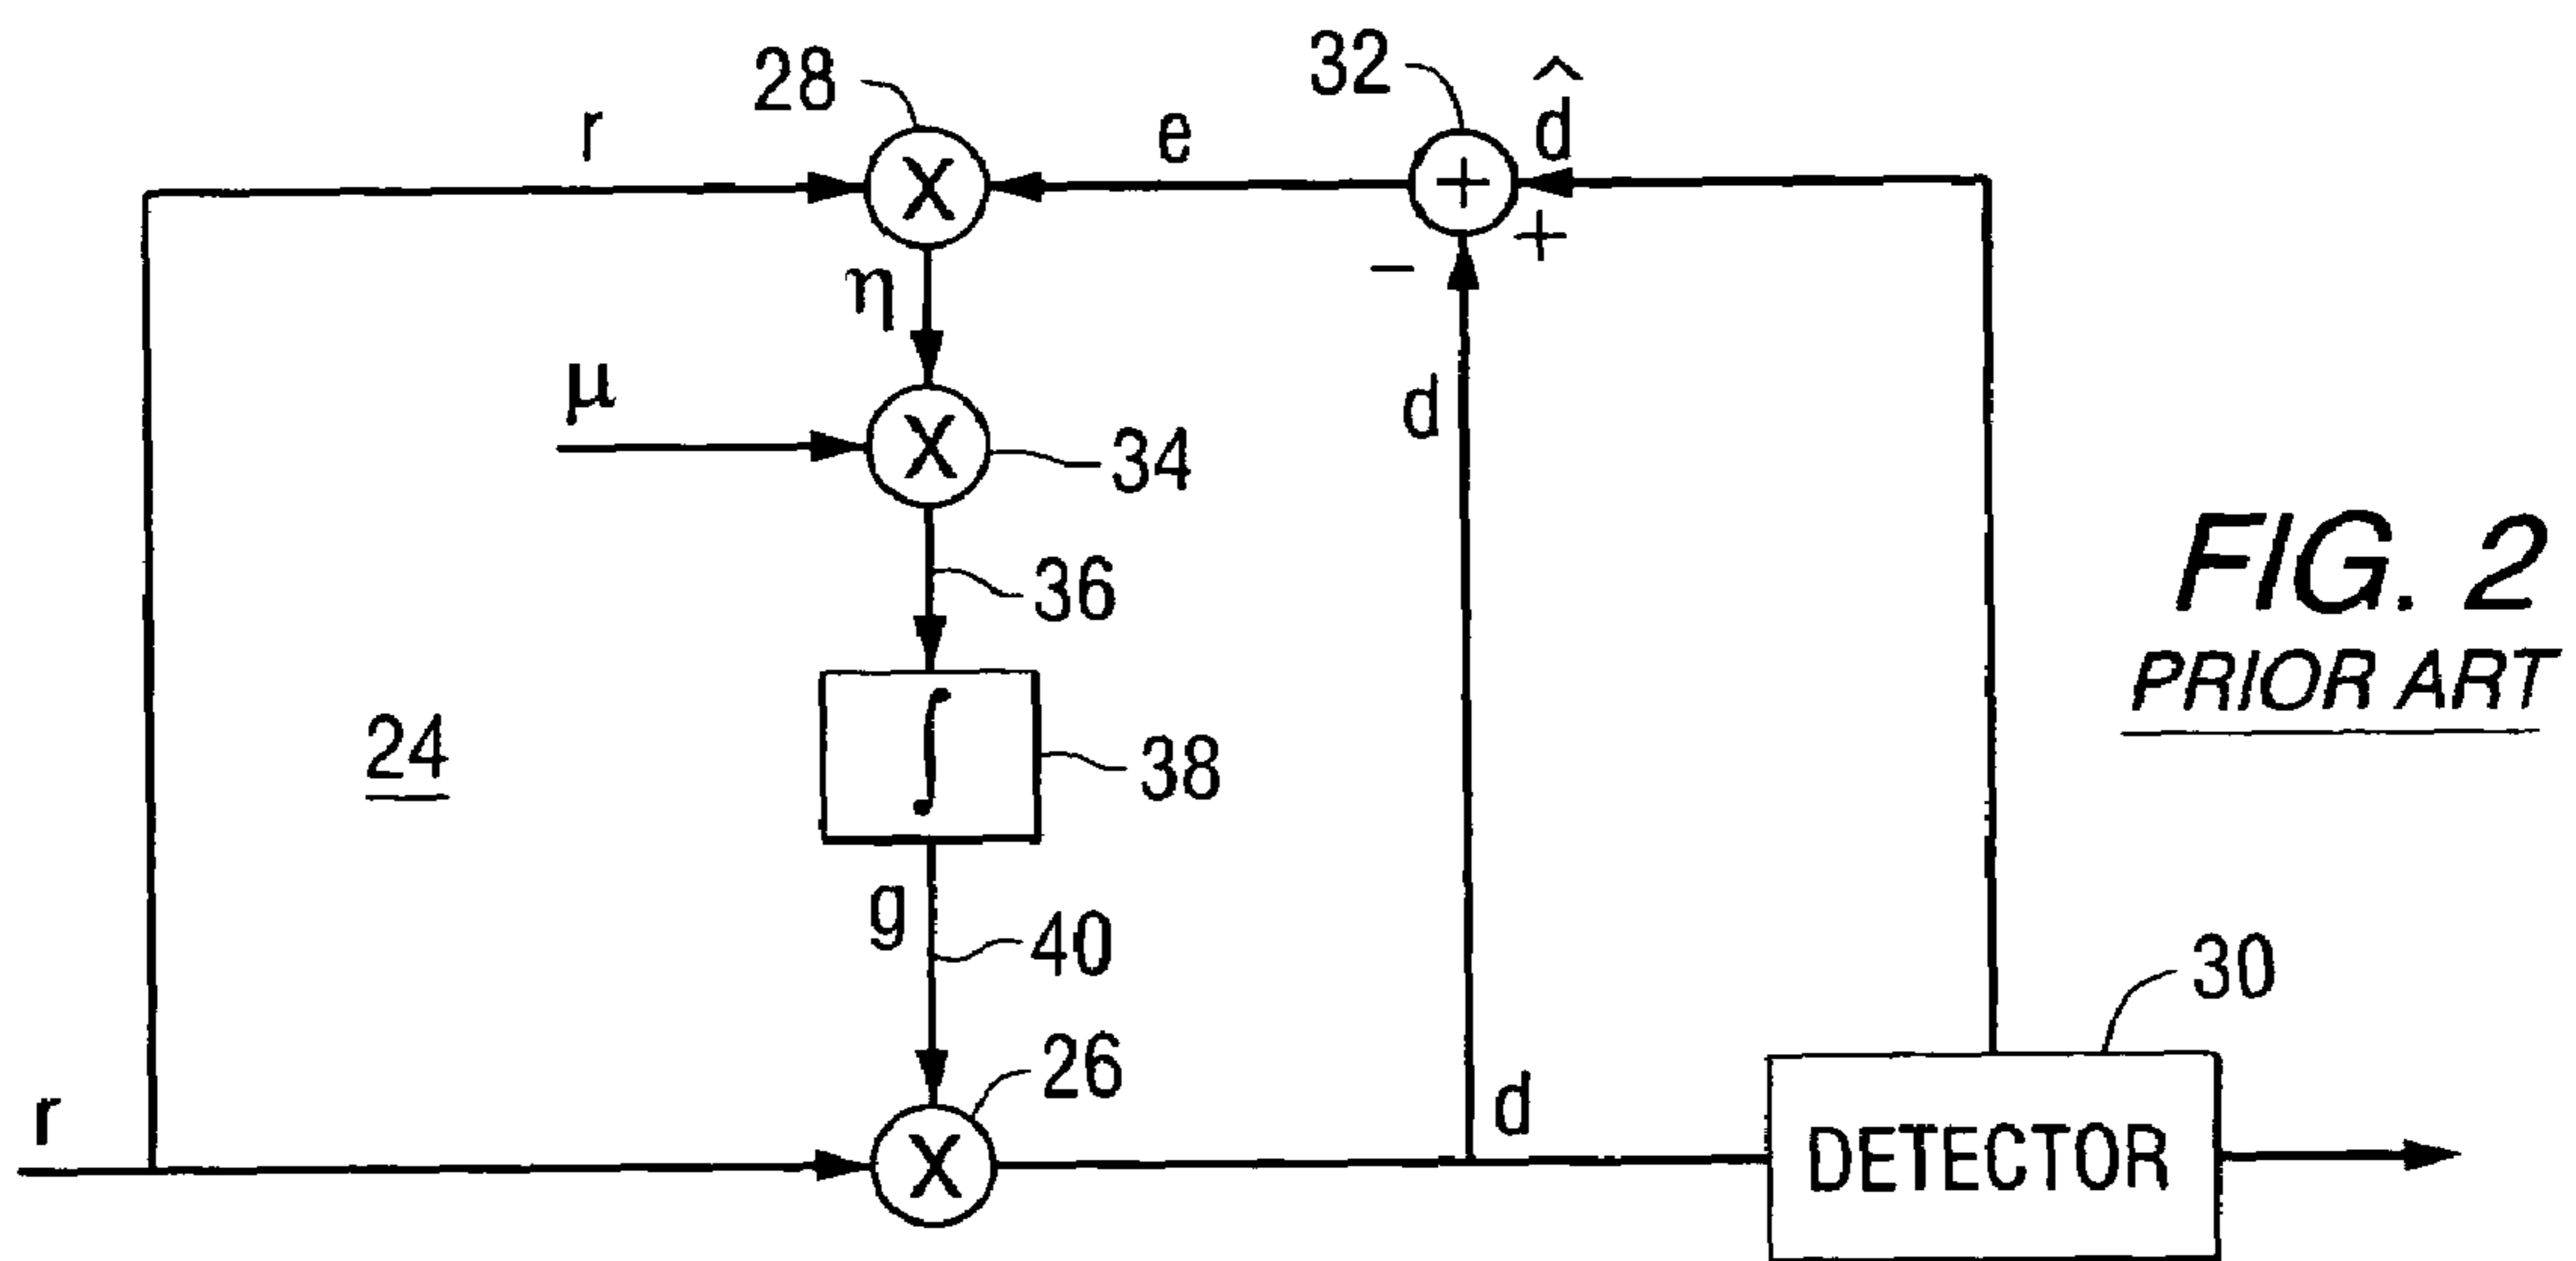 28
32
d̂
r
e
X
+
+
η
−
μ
d
X
34
36
FIG. 2
PRIOR ART
24
∫
38
g
40
30
26
r
d
X
DETECTOR